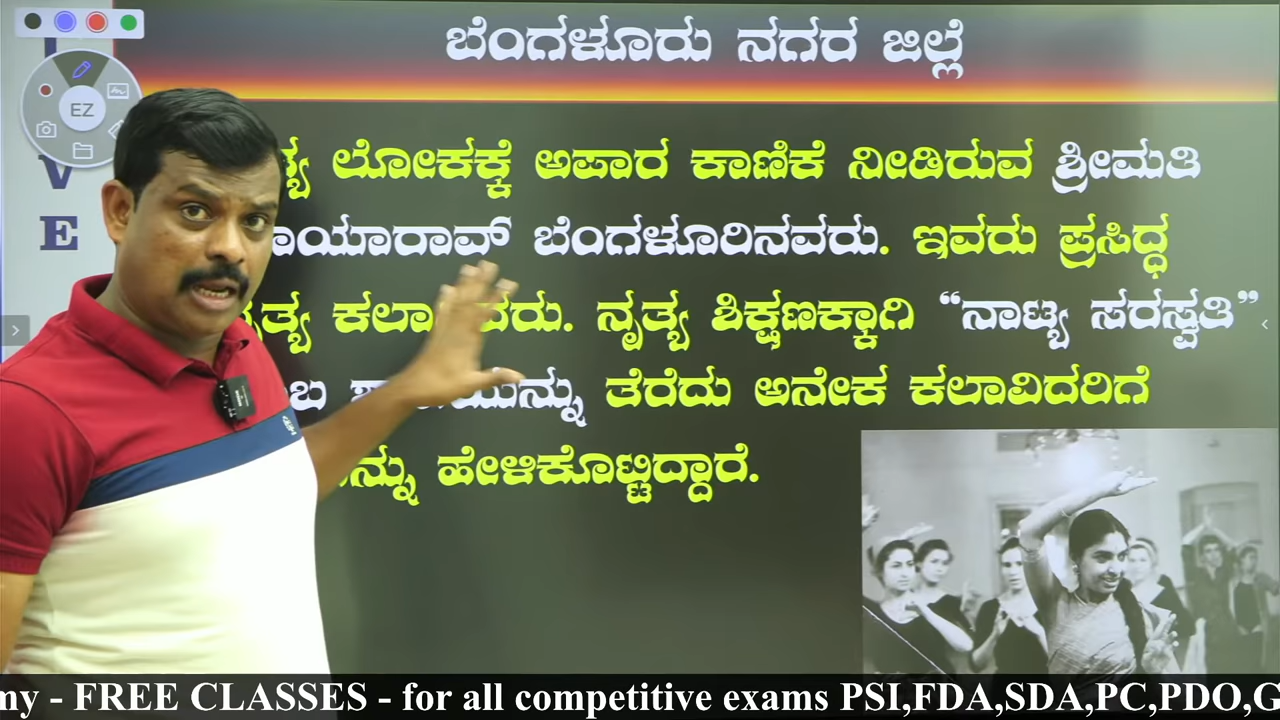 ಬೆಂಗಳೂರು ನಗರ ಜಿಲ್ಲೆ
V
E
EZ
ಲೋಕಕ್ಕೆ ಅಪಾರ ಕಾಣಿಕೆ ನೀಡಿರುವ ಶ್ರೀಮತಿ
ಬೆಂಗಳೂರಿನವರು. ಇವರು ಪ್ರಸಿದ್ಧ
ನೃತ್ಯ ಶಿಕ್ಷಣಕ್ಕಾಗಿ “ನಾಟ್ಯ ಸರಸ್ವತಿ”
ತೆರೆದು ಅನೇಕ ಕಲಾವಿದರಿಗೆ
ಹೇಳಿಕೊಟ್ಟಿದ್ದಾರೆ.
my - FREE CLASSES - for all competitive exams PSI,FDA,SDA,PC,PDO,G